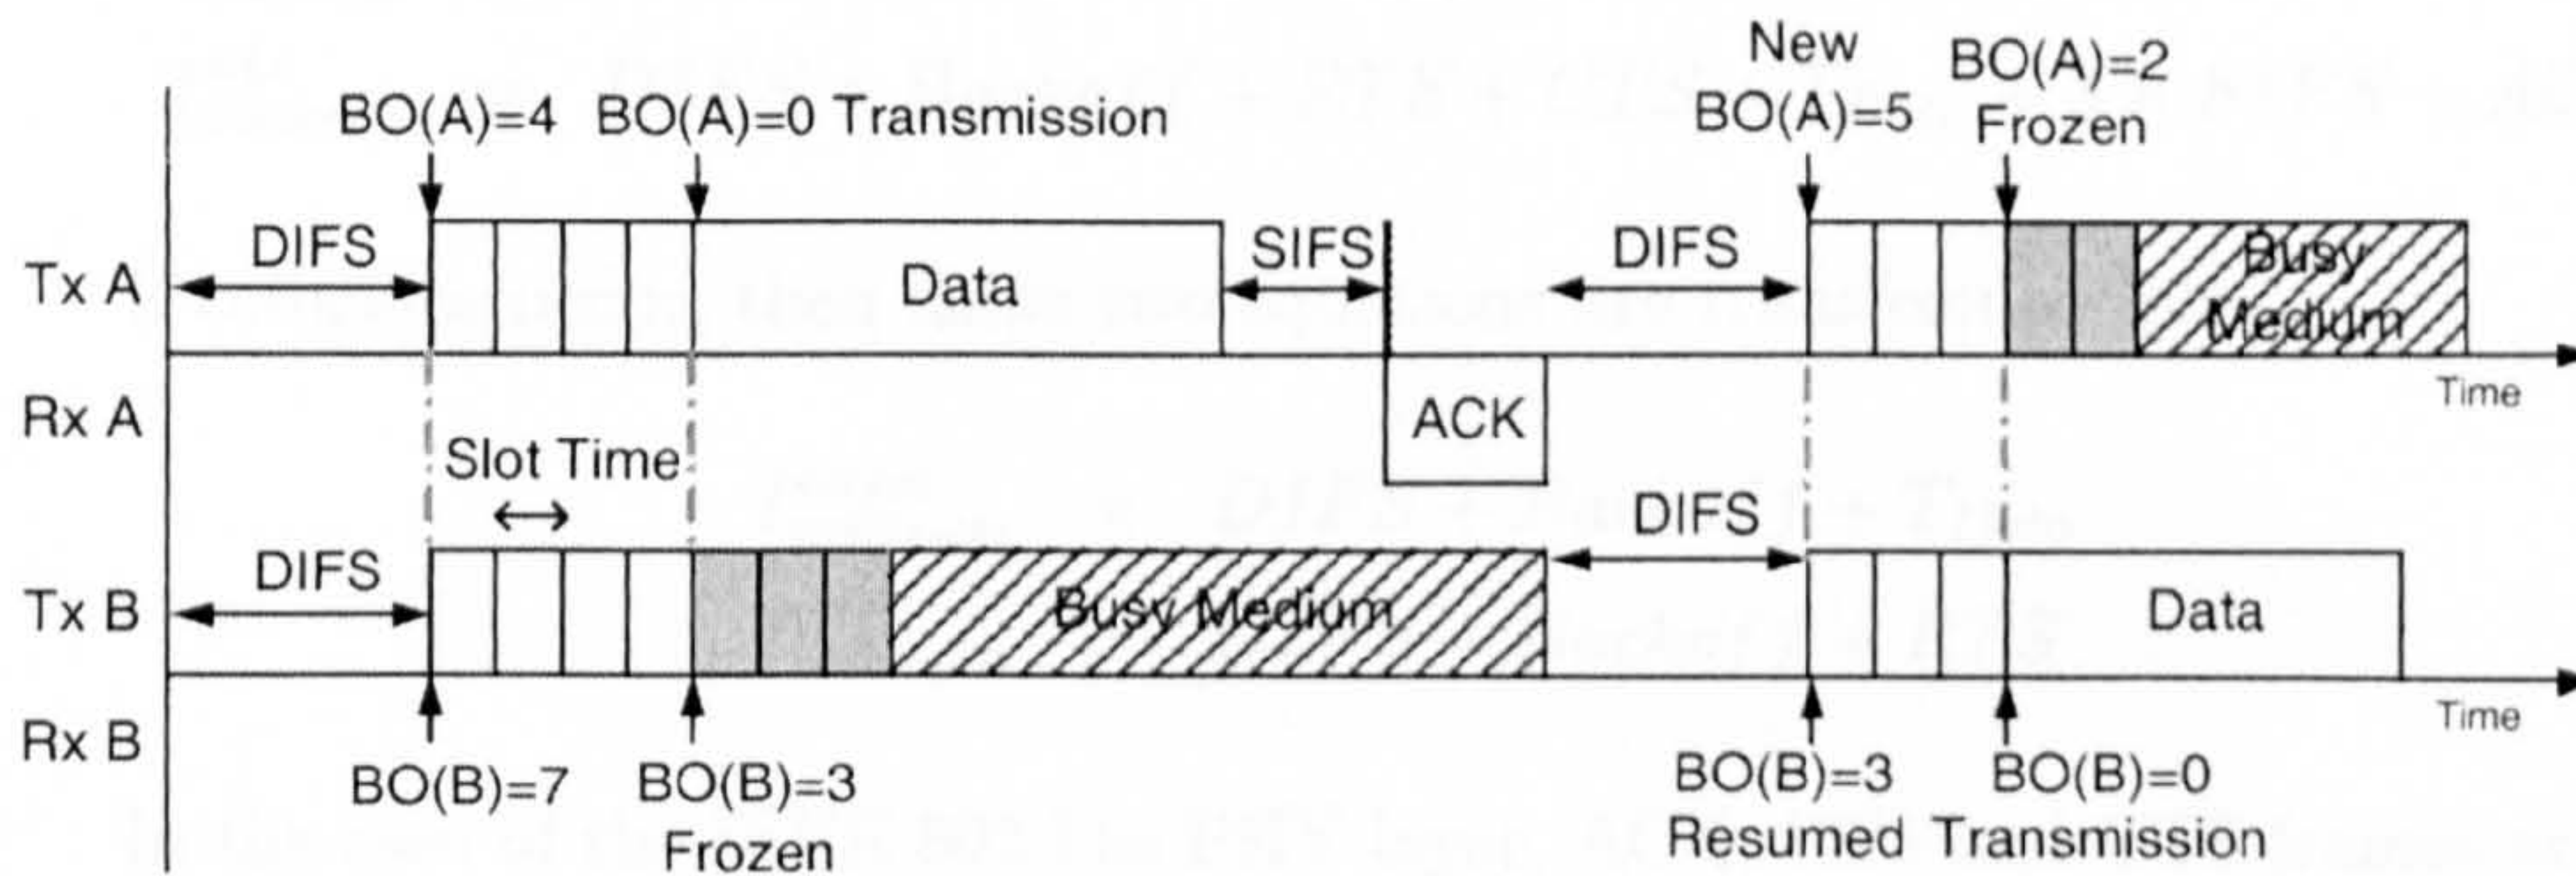 New
BO(A)=2
BO(A)=4
BO(A)=0 Transmission
BO(A)=5
Frozen
DIFS
SIFS
DIFS
Busy
Tx A
Data
Medium
Time
Rx A
ACK
Slot Time
DIFS
DIFS
Tx B
Busy Medium
Data
Time
Rx B
BO(B)=7
BO(B)=3
BO(B)=3
BO(B)=0
Frozen
Resumed
Transmission